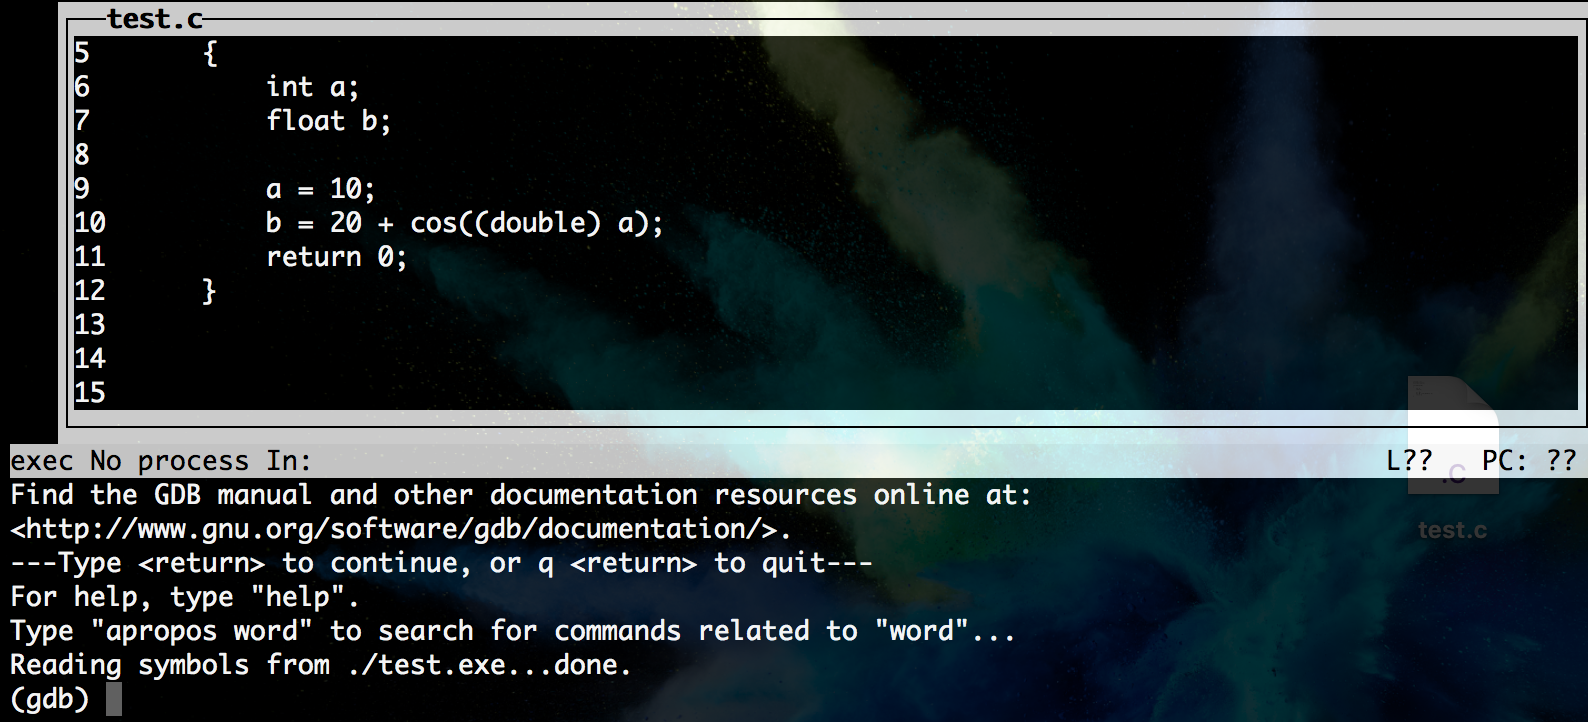 test.c
5 {
6 int a;
7 float b;
8
9 a = 10;
10 b = 20 + cos((double) a);
11 return 0;
12 }
13
14
15
exec No process In: L?? PC: ??
Find the GDB manual and other documentation resources online at:
<http://www.gnu.org/software/gdb/documentation/>.
---Type <return> to continue, or q <return> to quit---
For help, type "help".
Type "apropos word" to search for commands related to "word"...
Reading symbols from ./test.exe...done.
(gdb)
.C
test.c